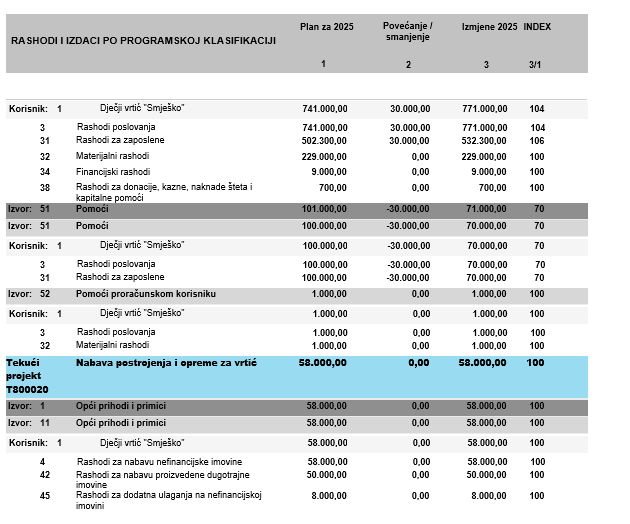 Plan za 2025 Povećanje / Izmjene 2025 INDEX
smanjenje
RASHODI I IZDACI PO PROGRAMSKOJ KLASIFIKACIJI
1 2 3 3/1
Korisnik: 1 Dječji vrtić "Smješko" 741.000,00 30.000,00 771.000,00 104
3 Rashodi poslovanja 741.000,00 30.000,00 771.000,00 104
31 Rashodi za zaposlene 502.300,00 30.000,00 532.300,00 106
32 Materijalni rashodi 229.000,00 0,00 229.000,00 100
34 Financijski rashodi 9.000,00 0,00 9.000,00 100
38 Rashodi za donacije, kazne, naknade šteta i 700,00 0,00 700,00 100
kapitalne pomoći
Izvor: 51 Pomoći 101.000,00 -30.000,00 71.000,00 70
Izvor: 51 Pomoći 100.000,00 -30.000,00 70.000,00 70
Korisnik: 1 Dječji vrtić "Smješko" 100.000,00 -30.000,00 70.000,00 70
3 Rashodi poslovanja 100.000,00 -30.000,00 70.000,00 70
31 Rashodi za zaposlene 100.000,00 -30.000,00 70.000,00 70
Izvor: 52 Pomoći proračunskom korisniku 1.000,00 0,00 1.000,00 100
Korisnik: 1 Dječji vrtić "Smješko" 1.000,00 0,00 1.000,00 100
3 Rashodi poslovanja 1.000,00 0,00 1.000,00 100
32 Materijalni rashodi 1.000,00 0,00 1.000,00 100
Tekući Nabava postrojenja i opreme za vrtić 58.000,00 0,00 58.000,00 100
projekt
T800020
Izvor: 1 Opći prihodi i primici 58.000,00 0,00 58.000,00 100
Izvor: 11 Opći prihodi i primici 58.000,00 0,00 58.000,00 100
Korisnik: 1 Dječji vrtić "Smješko" 58.000,00 0,00 58.000,00 100
4 Rashodi za nabavu nefinancijske imovine 58.000,00 0,00 58.000,00 100
42 Rashodi za nabavu proizvedene dugotrajne 50.000,00 0,00 50.000,00 100
imovine
45 Rashodi za dodatna ulaganja na nefinancijskoj 8.000,00 0,00 8.000,00 100
imovini